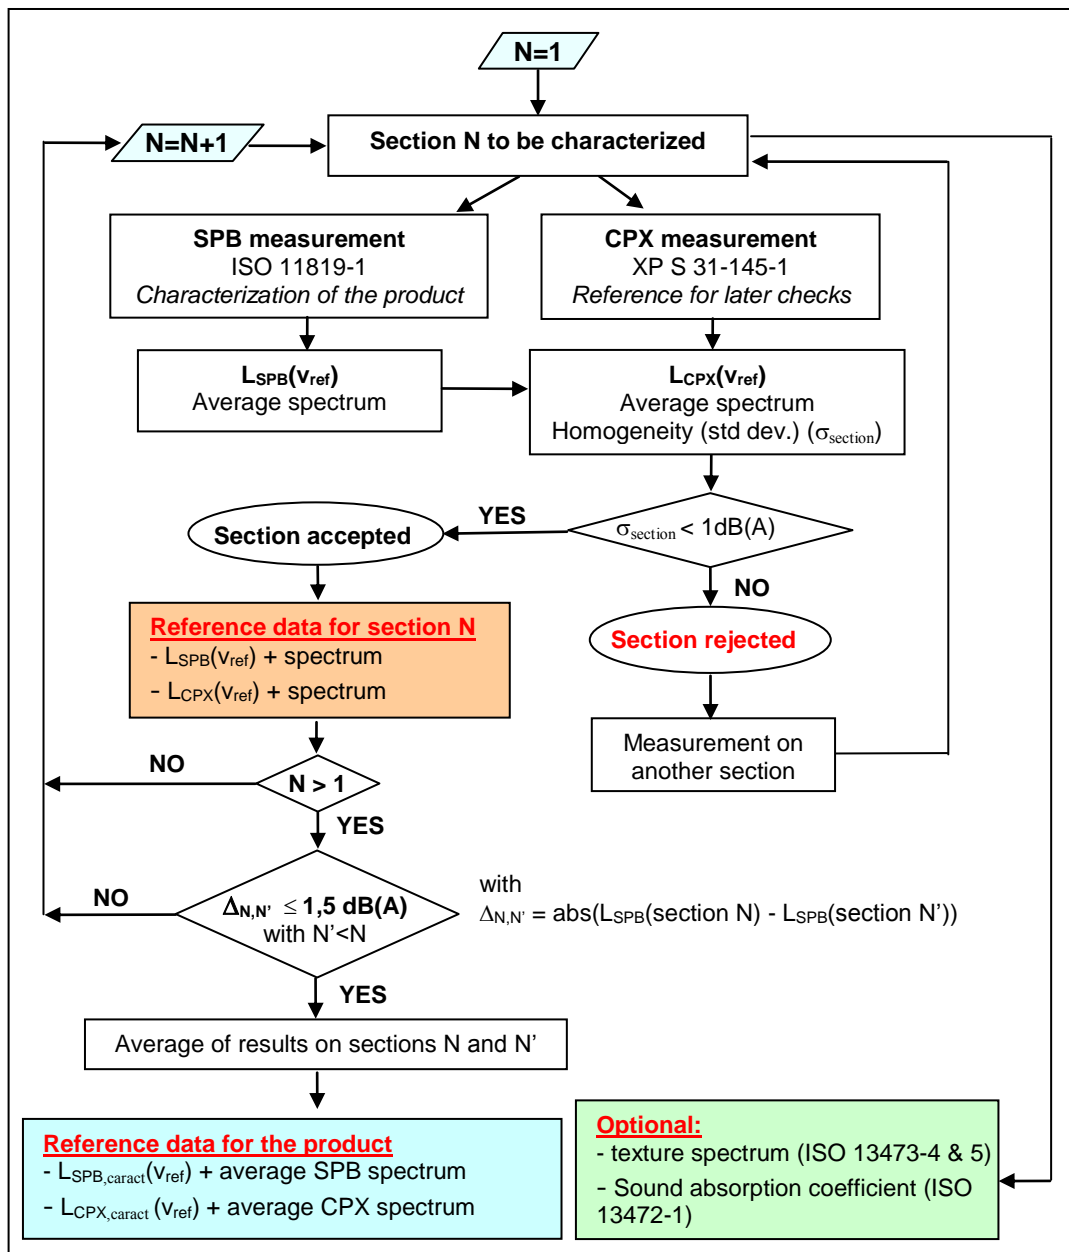 N=1
N=N+1
Section N to be characterized
SPB measurement
ISO 11819-1
Characterization of the product
CPX measurement
XP S 31-145-1
Reference for later checks
LSPB(vref)
Average spectrum
LCPX(vref)
Average spectrum
Homogeneity (std dev.) (σsection)
YES
Section accepted
σsection < 1dB(A)
NO
Reference data for section N
- LSPB(vref) + spectrum
- LCPX(vref) + spectrum
Section rejected
Measurement on
another section
NO
N > 1
YES
NO
ΔN,N' ≤ 1,5 dB(A)
with N'<N
with
ΔN,N' = abs(LSPB(section N) - LSPB(section N'))
YES
Average of results on sections N and N'
Reference data for the product
- LSPB,caract(vref) + average SPB spectrum
- LCPX,caract (vref) + average CPX spectrum
Optional:
- texture spectrum (ISO 13473-4 & 5)
- Sound absorption coefficient (ISO
13472-1)